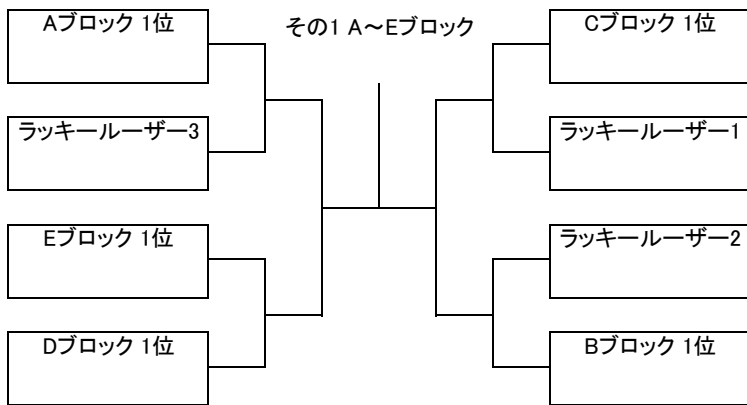 Aブロック 1位
その1 A～Eブロック
Cブロック 1位
ラッキールーザー3
ラッキールーザー1
Eブロック 1位
ラッキールーザー2
Dブロック 1位
Bブロック 1位